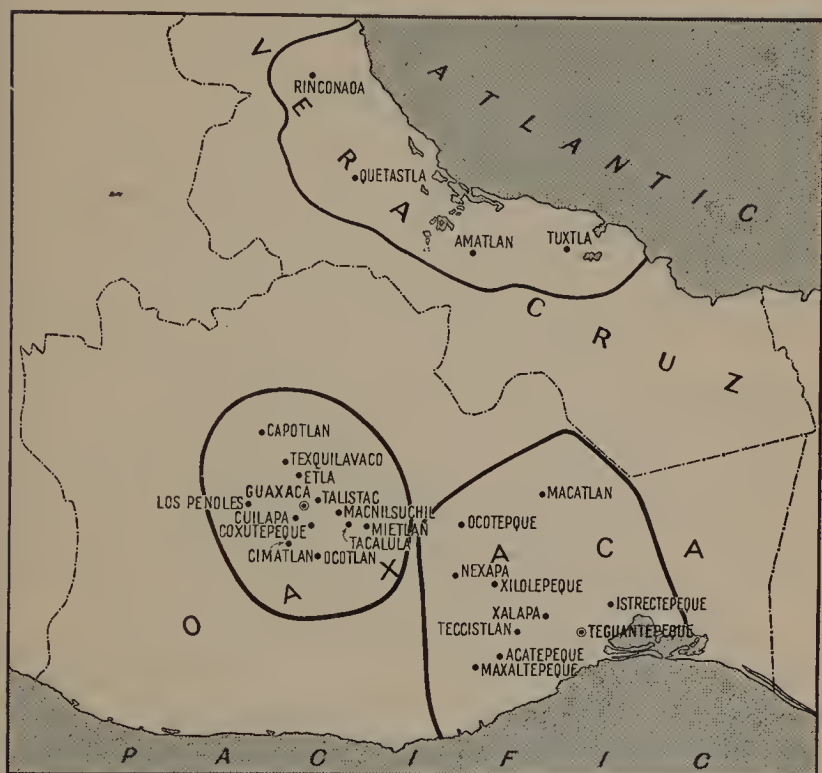 VERA CRUZ
ATLANTIC
RINCONADA
QUETASTLA
AMATLAN
TUXTLA
CAPOTLAN
TEXQUILAVACO
ETLA
GUAXACA
TALISTAC
LOS PENOLES
MACNILSUCHIL
CUILAPA
COXUTEPEQUE
MIETLAN
TACALULA
CIMATLAN
OCOTLAN
MACATLAN
OCOTEPQUE
OAXACA
NEXAPA
XILOLEPEQUE
ISTRECTEPEQUE
XALAPA
TECCISTLAN
TEGUANTEPEQUE
ACATEPEQUE
MAXALTEPEQUE
PACIFIC